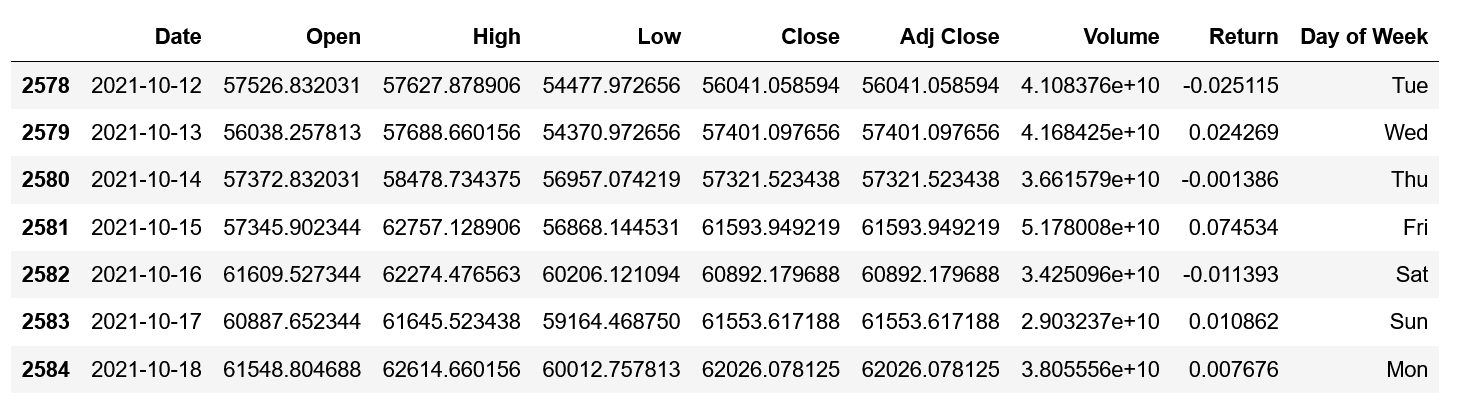 Date Open High Low Close Adj Close Volume Return Day of Week
2578 2021-10-12 57526.832031 57627.878906 54477.972656 56041.058594 56041.058594 4.108376e+10 -0.025115 Tue
2579 2021-10-13 56038.257813 57688.660156 54370.972656 57401.097656 57401.097656 4.168425e+10 0.024269 Wed
2580 2021-10-14 57372.832031 58478.734375 56957.074219 57321.523438 57321.523438 3.661579e+10 -0.001386 Thu
2581 2021-10-15 57345.902344 62757.128906 56868.144531 61593.949219 61593.949219 5.178008e+10 0.074534 Fri
2582 2021-10-16 61609.527344 62274.476563 60206.121094 60892.179688 60892.179688 3.425096e+10 -0.011393 Sat
2583 2021-10-17 60887.652344 61645.523438 59164.468750 61553.617188 61553.617188 2.903237e+10 0.010862 Sun
2584 2021-10-18 61548.804688 62614.660156 60012.757813 62026.078125 62026.078125 3.805556e+10 0.007676 Mon